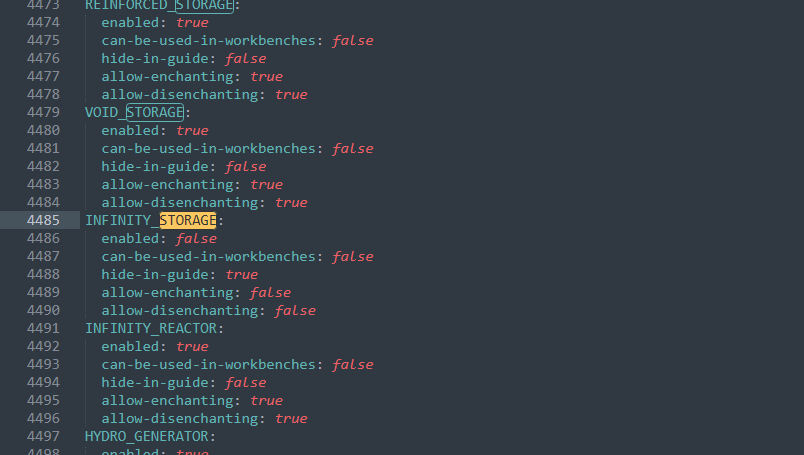 4473 REINFORCED_STORAGE:
4474 enabled: true
4475 can-be-used-in-workbenches: false
4476 hide-in-guide: false
4477 allow-enchanting: true
4478 allow-disenchanting: true
4479 VOID_STORAGE:
4480 enabled: true
4481 can-be-used-in-workbenches: false
4482 hide-in-guide: false
4483 allow-enchanting: true
4484 allow-disenchanting: true
4485 INFINITY_STORAGE:
4486 enabled: false
4487 can-be-used-in-workbenches: false
4488 hide-in-guide: true
4489 allow-enchanting: false
4490 allow-disenchanting: false
4491 INFINITY_REACTOR:
4492 enabled: true
4493 can-be-used-in-workbenches: false
4494 hide-in-guide: false
4495 allow-enchanting: true
4496 allow-disenchanting: true
4497 HYDRO_GENERATOR:
4498 enabled: true